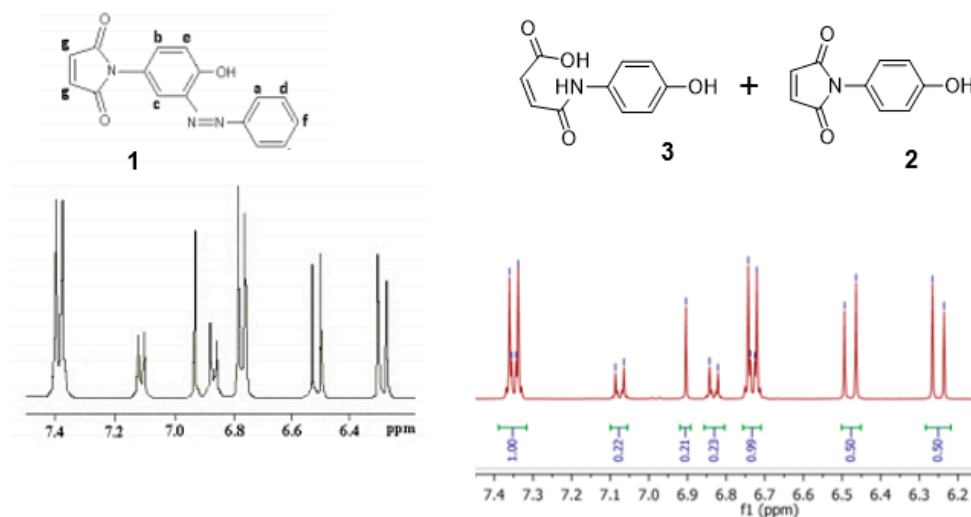 O
g
g
N
O
b
e
c
OH
a
d
f
N=N
1
7.4 7.2 7.0 6.8 6.6 6.4 ppm
O
OH
HN
O
OH
3
+
O
N
O
OH
2
1.00
0.22
0.21
0.23
0.99
0.50
0.50
7.4 7.3 7.2 7.1 7.0 6.9 6.8 6.7 6.6 6.5 6.4 6.3 6.2
f1 (ppm)